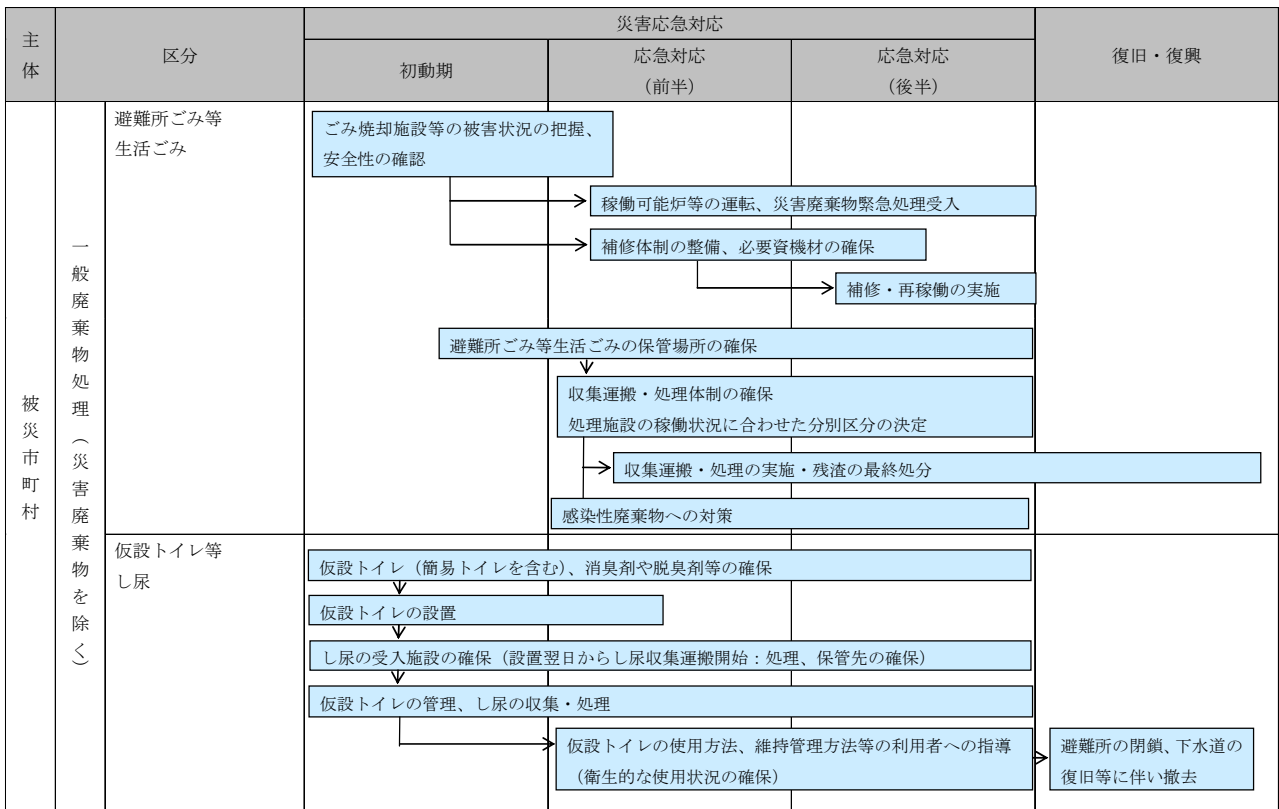 主体
区分
災害応急対応
初動期
応急対応
（前半）
応急対応
（後半）
復旧・復興
被災市町村
一般廃棄物処理（災害廃棄物を除く）
避難所ごみ等
生活ごみ
ごみ焼却施設等の被害状況の把握、
安全性の確認
稼働可能炉等の運転、災害廃棄物緊急処理受入
補修体制の整備、必要資機材の確保
補修・再稼働の実施
避難所ごみ等生活ごみの保管場所の確保
収集運搬・処理体制の確保
処理施設の稼働状況に合わせた分別区分の決定
収集運搬・処理の実施・残渣の最終処分
感染性廃棄物への対策
仮設トイレ等
し尿
仮設トイレ（簡易トイレを含む）、消臭剤や脱臭剤等の確保
仮設トイレの設置
し尿の受入施設の確保（設置翌日からし尿収集運搬開始：処理、保管先の確保）
仮設トイレの管理、し尿の収集・処理
仮設トイレの使用方法、維持管理方法等の利用者への指導
（衛生的な使用状況の確保）
避難所の閉鎖、下水道の
復旧等に伴い撤去